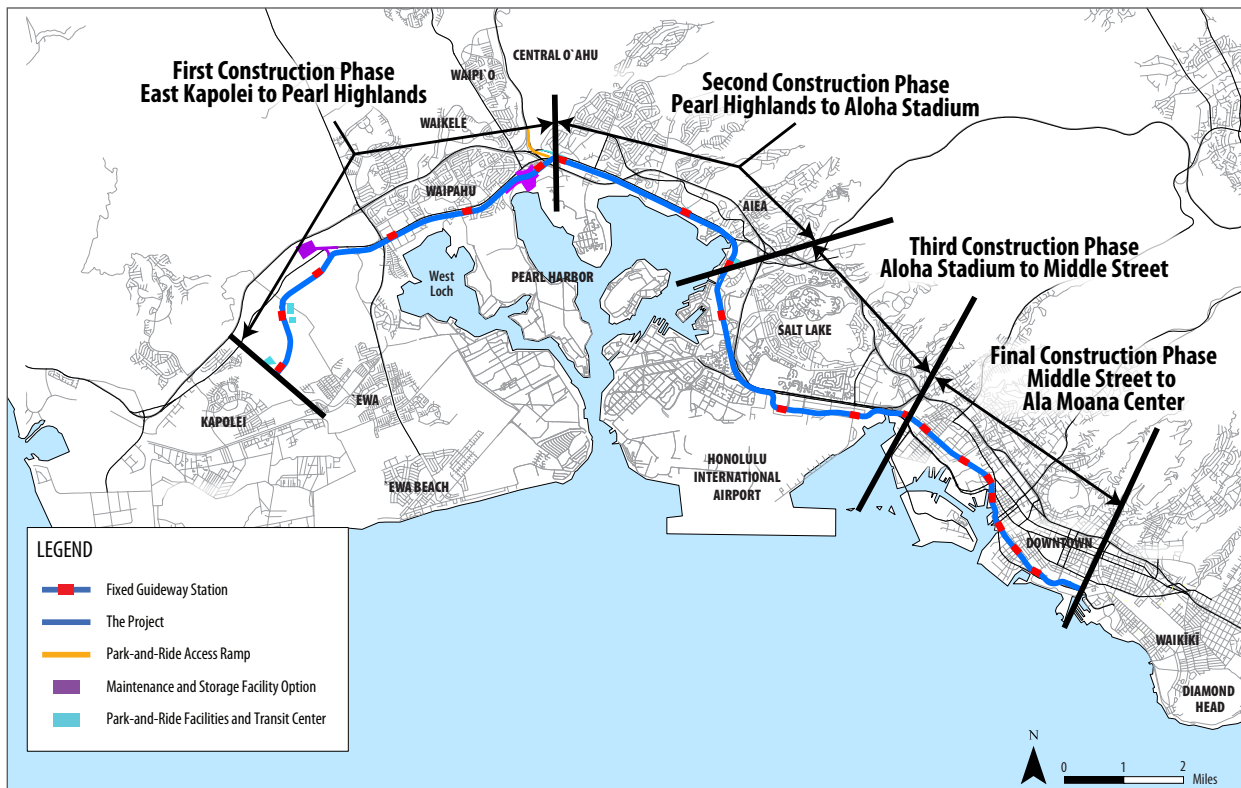 First Construction Phase
East Kapolei to Pearl Highlands
CENTRAL O`AHU
WAIPI`O
WAIKELE
Second Construction Phase
Pearl Highlands to Aloha Stadium
WAIPAHU
`AIEA
Third Construction Phase
Aloha Stadium to Middle Street
West
Loch
PEARL HARBOR
SALT LAKE
Final Construction Phase
Middle Street to
Ala Moana Center
KAPOLEI
`EWA
`EWA BEACH
HONOLULU
INTERNATIONAL
AIRPORT
DOWNTOWN
WAIKĪKĪ
DIAMOND
HEAD
LEGEND
Fixed Guideway Station
The Project
Park-and-Ride Access Ramp
Maintenance and Storage Facility Option
Park-and-Ride Facilities and Transit Center
N
0 1 2
Miles